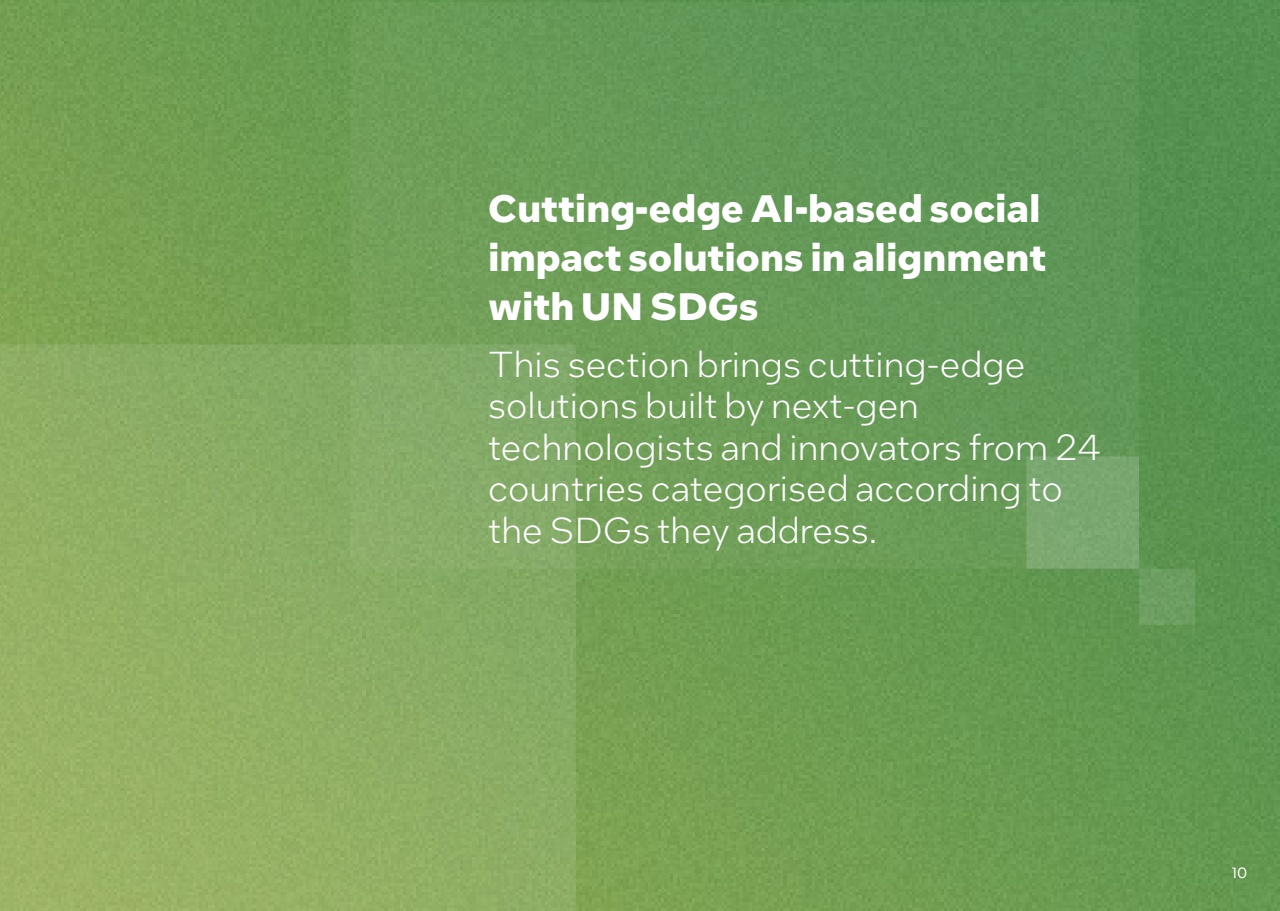 Cutting-edge AI-based social
impact solutions in alignment
with UN SDGs
This section brings cutting-edge
solutions built by next-gen
technologists and innovators from 24
countries categorised according to
the SDGs they address.
10